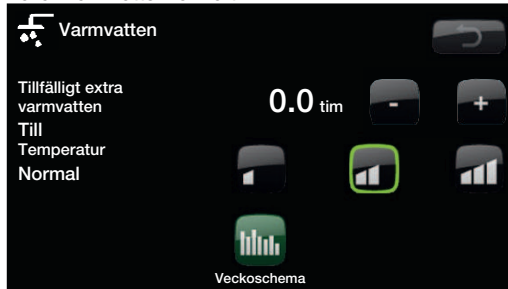 Varmvatten
Tillfälligt extra
varmvatten
0.0 tim
-
+
Till
Temperatur
Normal
Veckoschema